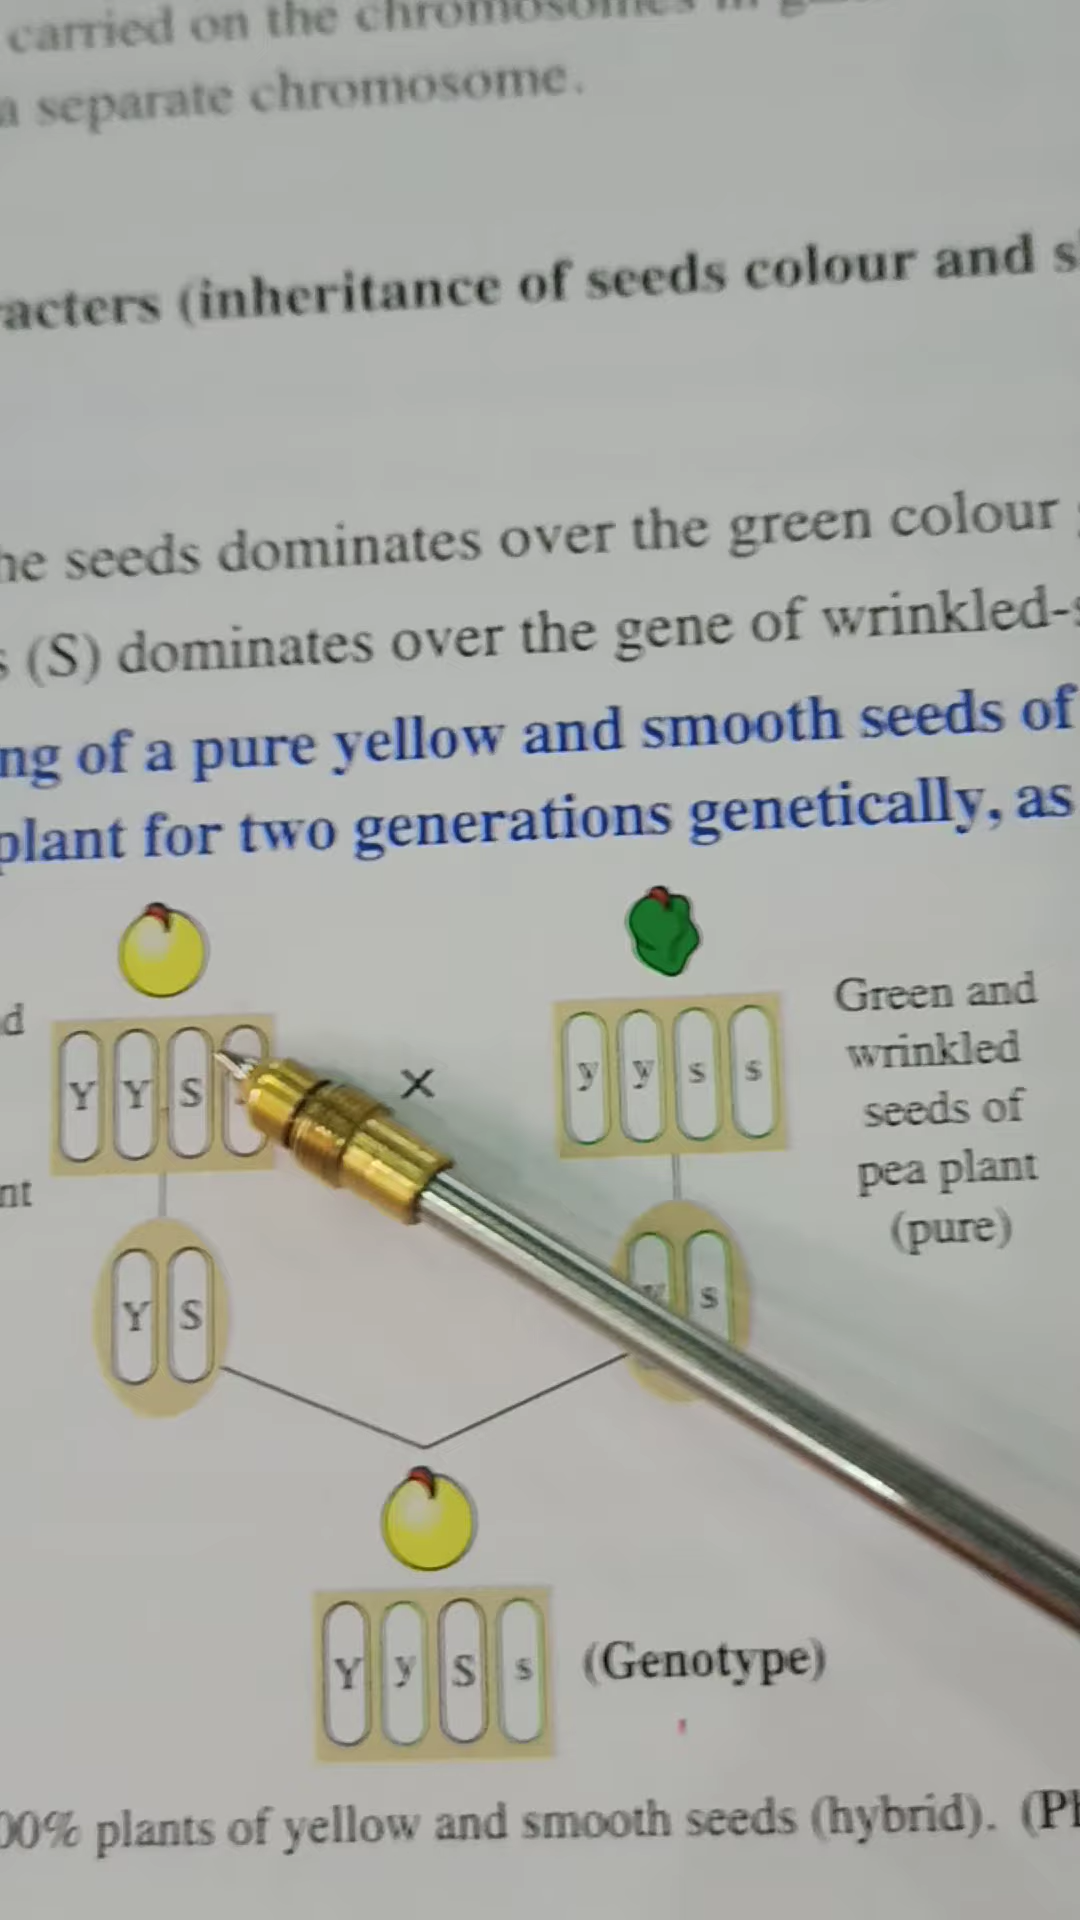 carried on the chromosomes in
a separate chromosome.
acters (inheritance of seeds colour and s
he seeds dominates over the green colour
s (S) dominates over the gene of wrinkled-s
ng of a pure yellow and smooth seeds of
plant for two generations genetically, as
d
nt
Y Y S
×
y y s s
Green and
wrinkled
seeds of
pea plant
(pure)
Y S
s
Y y S s
(Genotype)
00% plants of yellow and smooth seeds (hybrid). (Ph